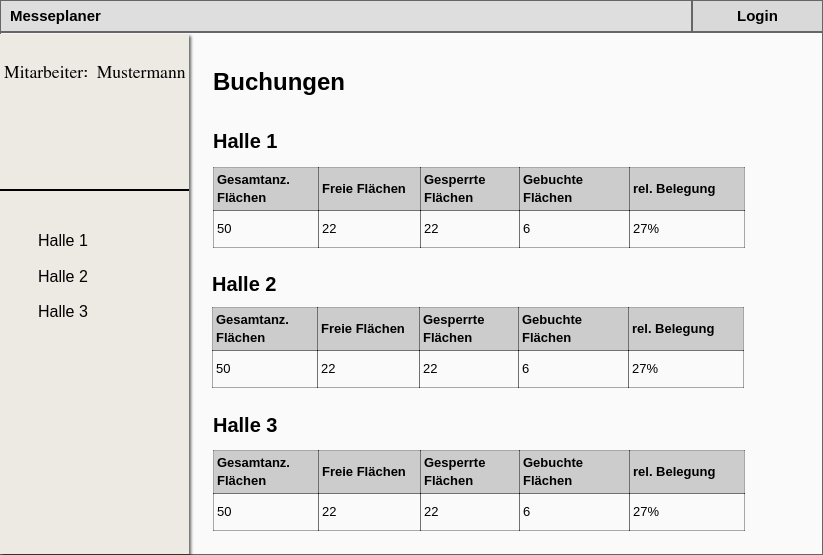 Messeplaner Login
Mitarbeiter: Mustermann
Halle 1
Halle 2
Halle 3
Buchungen
Halle 1
Gesamtanz. Flächen Freie Flächen Gesperrte Flächen Gebuchte Flächen rel. Belegung
50 22 22 6 27%
Halle 2
Gesamtanz. Flächen Freie Flächen Gesperrte Flächen Gebuchte Flächen rel. Belegung
50 22 22 6 27%
Halle 3
Gesamtanz. Flächen Freie Flächen Gesperrte Flächen Gebuchte Flächen rel. Belegung
50 22 22 6 27%